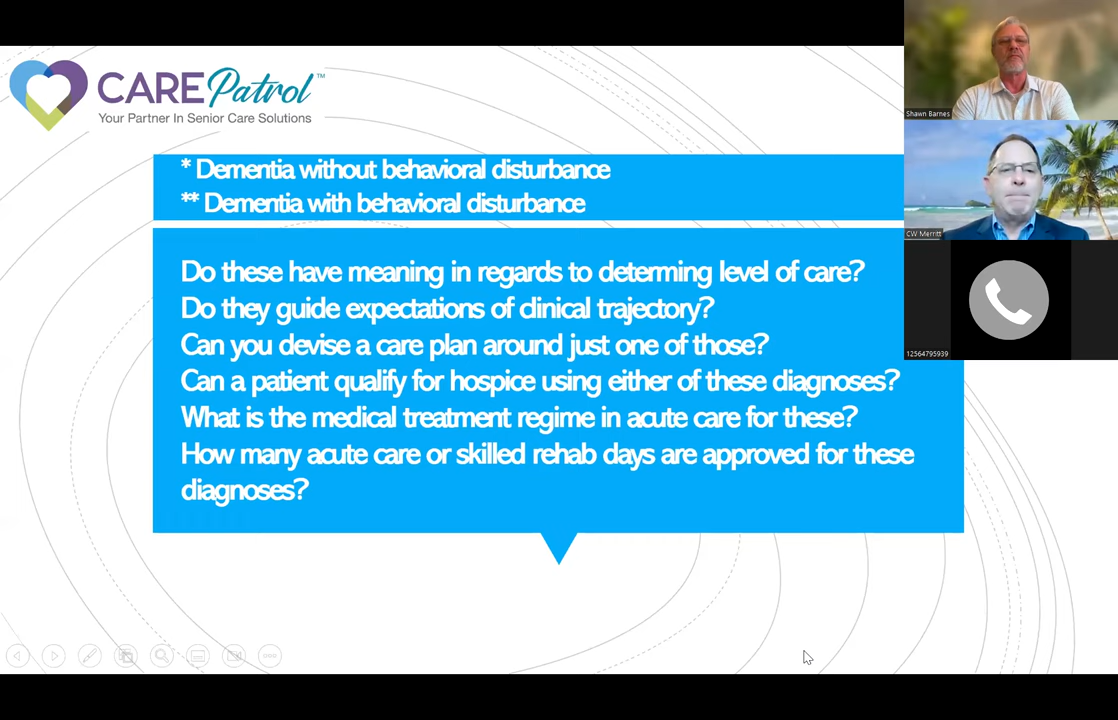 CAREPatrol™
Your Partner In Senior Care Solutions
* Dementia without behavioral disturbance
** Dementia with behavioral disturbance
Do these have meaning in regards to determing level of care?
Do they guide expectations of clinical trajectory?
Can you devise a care plan around just one of those?
Can a patient qualify for hospice using either of these diagnoses?
What is the medical treatment regime in acute care for these?
How many acute care or skilled rehab days are approved for these
diagnoses?
Shawn Barnes
CW Merritt
12564795939